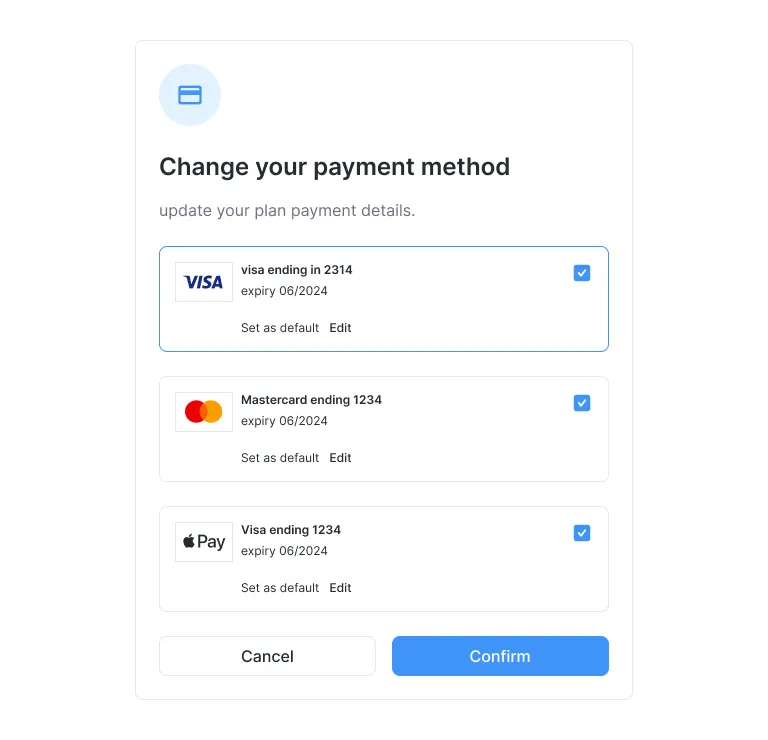 Change your payment method
update your plan payment details.
VISA
visa ending in 2314
expiry 06/2024
Set as default Edit
Mastercard ending 1234
expiry 06/2024
Set as default Edit
Pay
Visa ending 1234
expiry 06/2024
Set as default Edit
Cancel
Confirm